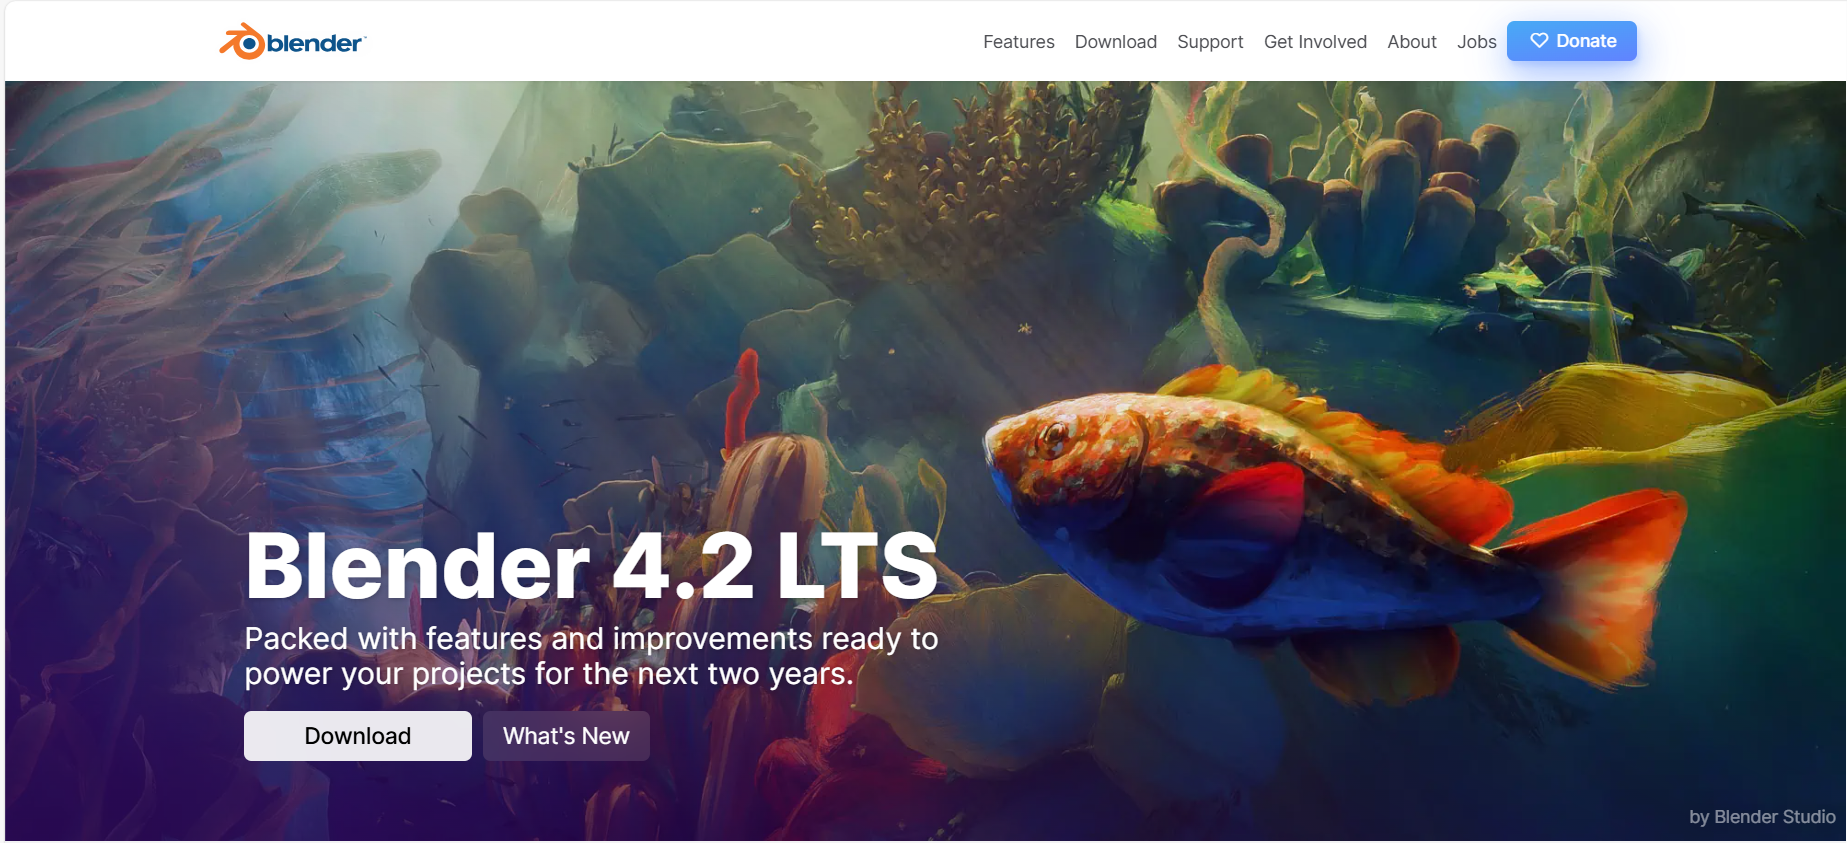 blender™
Features Download Support Get Involved About Jobs Donate
Blender 4.2 LTS
Packed with features and improvements ready to
power your projects for the next two years.
Download What's New
by Blender Studio